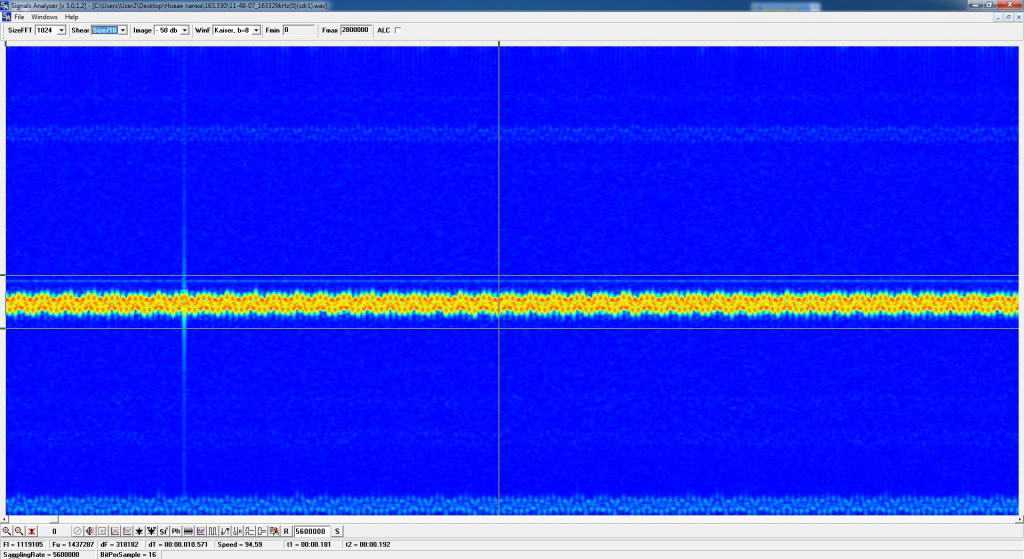 Signals Analyzer [v 5.0.1.2] - [C:\Users\User2\Desktop\Новая папка\163.330\11-48-07_163329kHz(0)(sdr1).wav]
File Windows Help
SizeFFT 1024 Shear Size/16 Image - 50 db WinF Kaiser, b=8 Fmin 0 Fmax 2800000 ALC
0 R 5600000 S
Fl = 1119105 Fu = 1437287 dF = 318182 dT = 00:00.010.571 Speed = 94,59 t1 = 00:00.181 t2 = 00:00.192
SamplingRate = 5600000 BitPerSample = 16